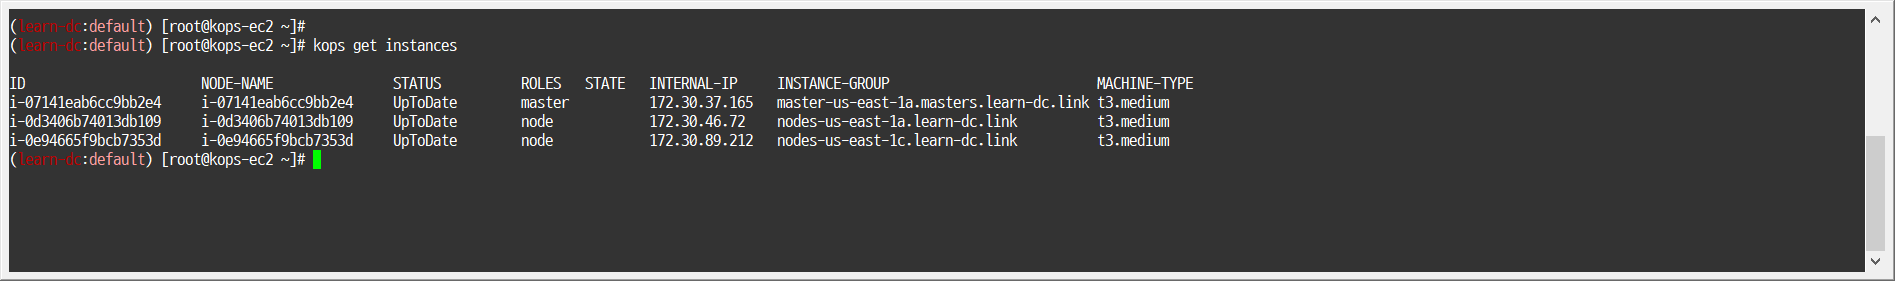 (learn-dc:default) [root@kops-ec2 ~]#
(learn-dc:default) [root@kops-ec2 ~]# kops get instances
ID NODE-NAME STATUS ROLES STATE INTERNAL-IP INSTANCE-GROUP MACHINE-TYPE
i-07141eab6cc9bb2e4 i-07141eab6cc9bb2e4 UpToDate master 172.30.37.165 master-us-east-1a.masters.learn-dc.link t3.medium
i-0d3406b74013db109 i-0d3406b74013db109 UpToDate node 172.30.46.72 nodes-us-east-1a.learn-dc.link t3.medium
i-0e94665f9bcb7353d i-0e94665f9bcb7353d UpToDate node 172.30.89.212 nodes-us-east-1c.learn-dc.link t3.medium
(learn-dc:default) [root@kops-ec2 ~]#